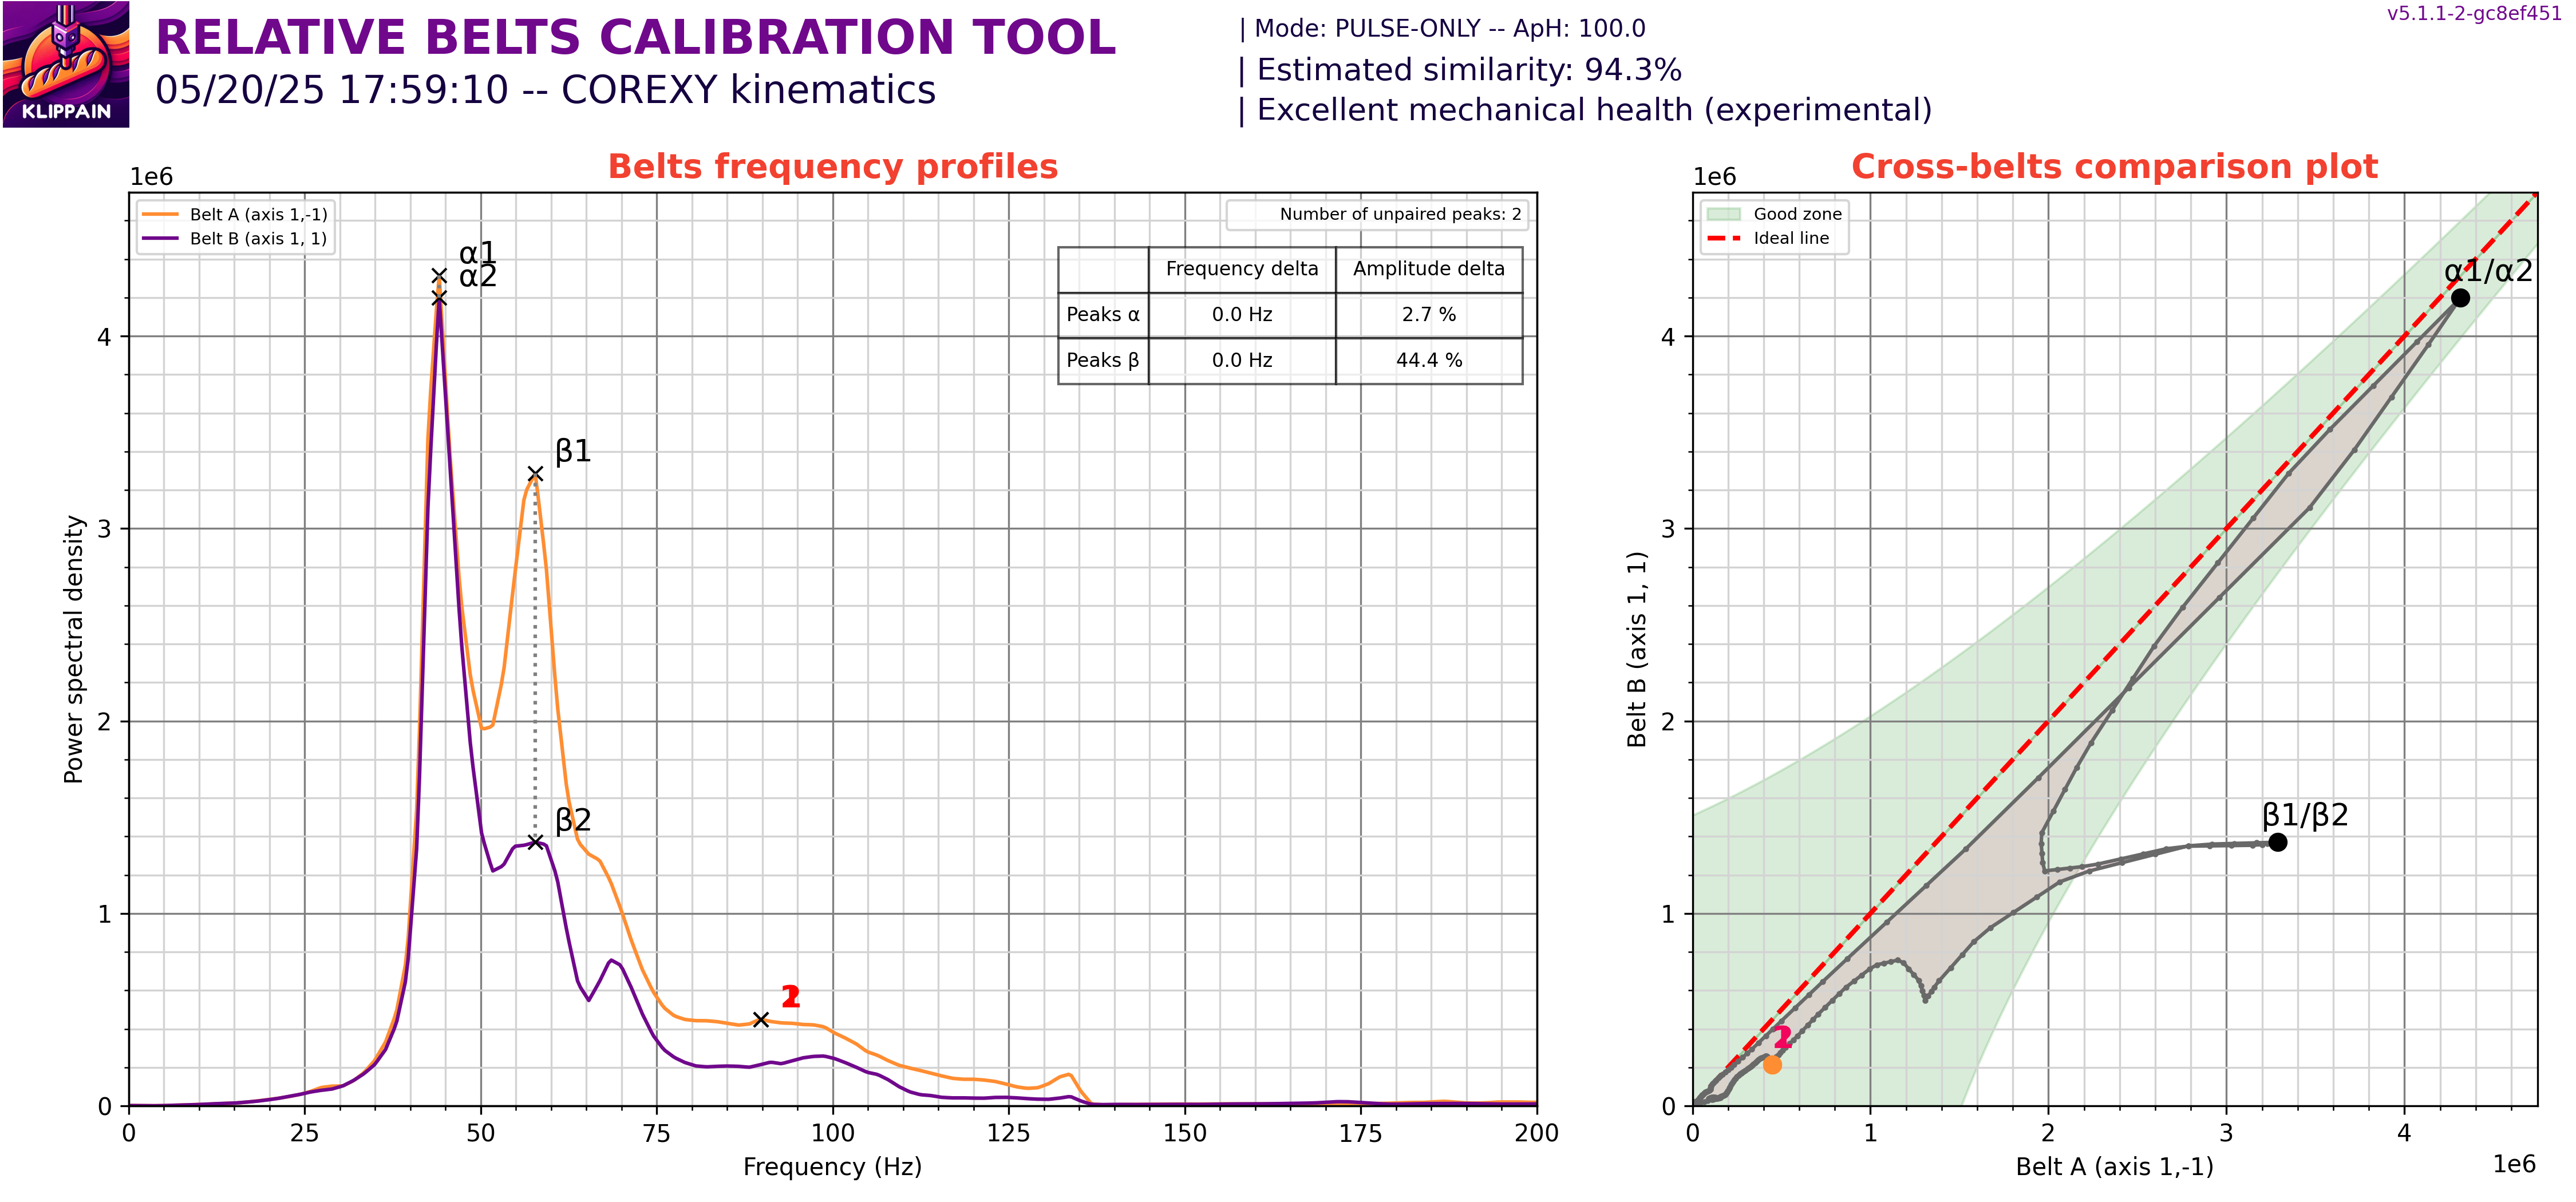 v5.1.1-2-gc8ef451
RELATIVE BELTS CALIBRATION TOOL
05/20/25 17:59:10 -- COREXY kinematics
KLIPPAIN
| Mode: PULSE-ONLY -- ApH: 100.0
| Estimated similarity: 94.3%
| Excellent mechanical health (experimental)
Belts frequency profiles
1e6
Belt A (axis 1,-1)
Belt B (axis 1, 1)
Number of unpaired peaks: 2
Frequency delta Amplitude delta
Peaks α 0.0 Hz 2.7 %
Peaks β 0.0 Hz 44.4 %
α1
α2
β1
β2
1
2
Power spectral density
4
3
2
1
0
0 25 50 75 100 125 150 175 200
Frequency (Hz)
Cross-belts comparison plot
1e6
Good zone
Ideal line
α1/α2
β1/β2
1
2
Belt B (axis 1, 1)
4
3
2
1
0
0 1 2 3 4
Belt A (axis 1,-1)
1e6